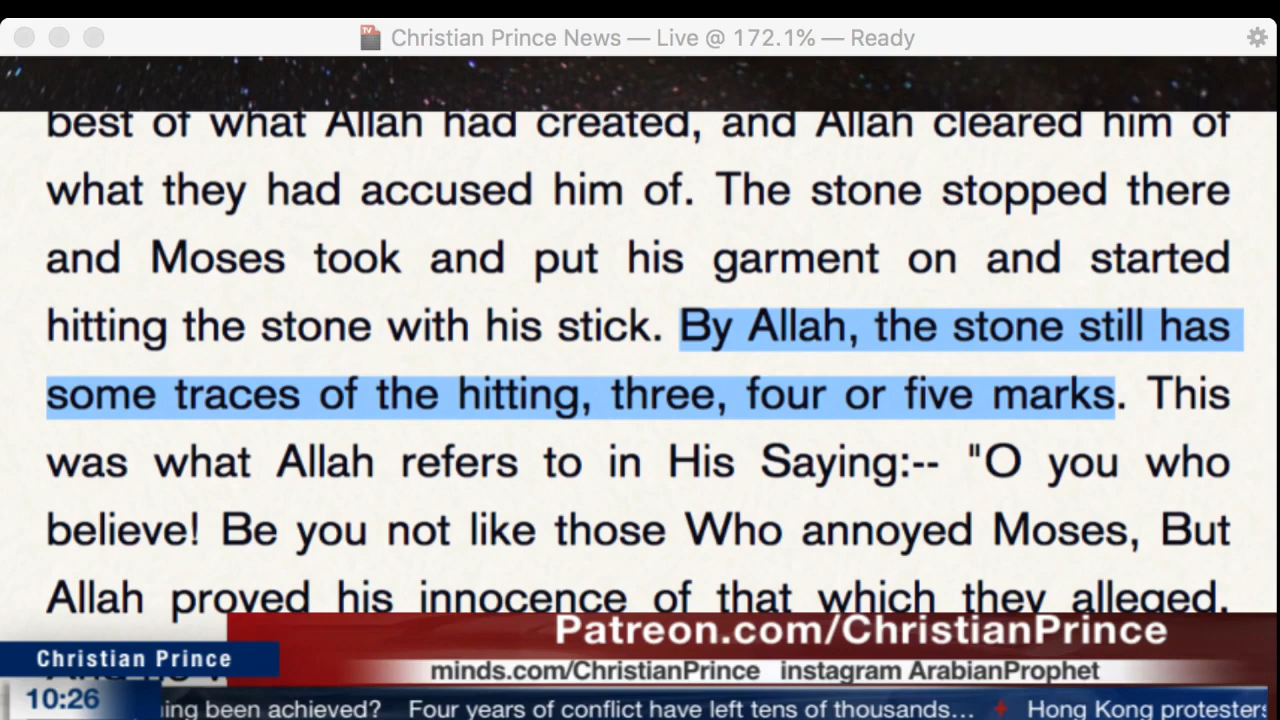 Christian Prince News — Live @ 172.1% — Ready
best of what Allah had created, and Allah cleared him of
what they had accused him of. The stone stopped there
and Moses took and put his garment on and started
hitting the stone with his stick. By Allah, the stone still has
some traces of the hitting, three, four or five marks. This
was what Allah refers to in His Saying:-- "O you who
believe! Be you not like those Who annoyed Moses, But
Allah proved his innocence of that which they alleged,
Patreon.com/ChristianPrince
Christian Prince
minds.com/ChristianPrince instagram ArabianProphet
10:26
ing been achieved? Four years of conflict have left tens of thousands... Hong Kong protesters